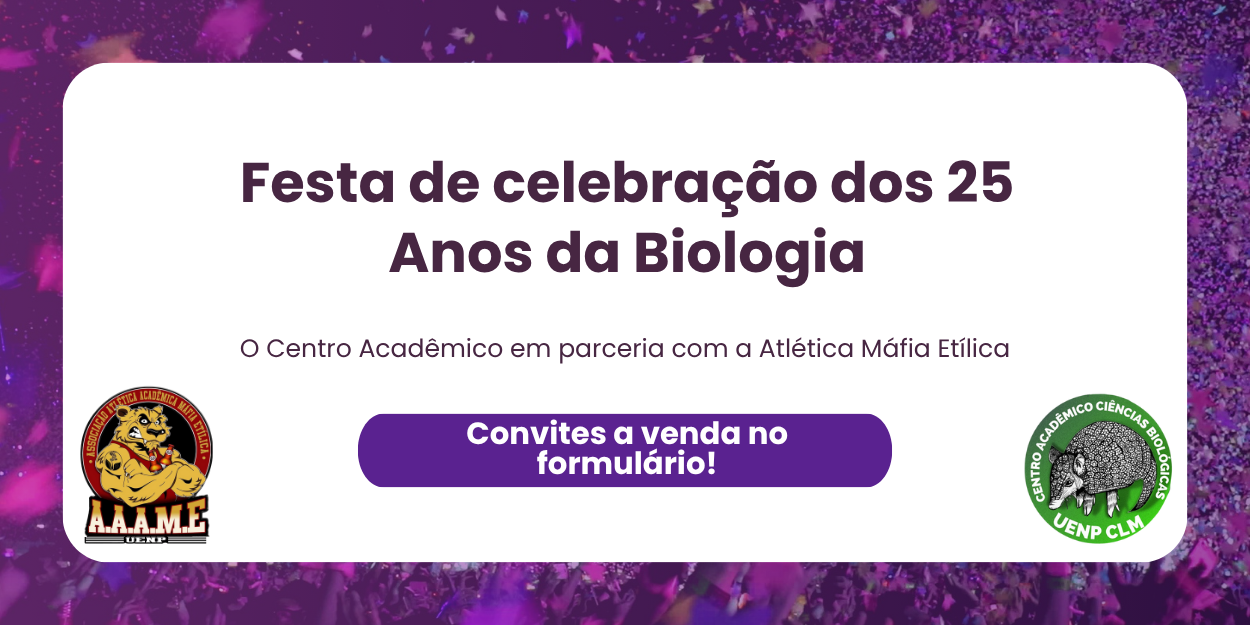 Festa de celebração dos 25
Anos da Biologia
O Centro Acadêmico em parceria com a Atlética Máfia Etílica
Convites a venda no
formulário!
ASSOCIAÇÃO ATLÉTICA ACADÊMICA MÁFIA ETÍLICA
A.A.A.M.E
UENP
CENTRO ACADÊMICO CIÊNCIAS BIOLÓGICAS
UENP CLM